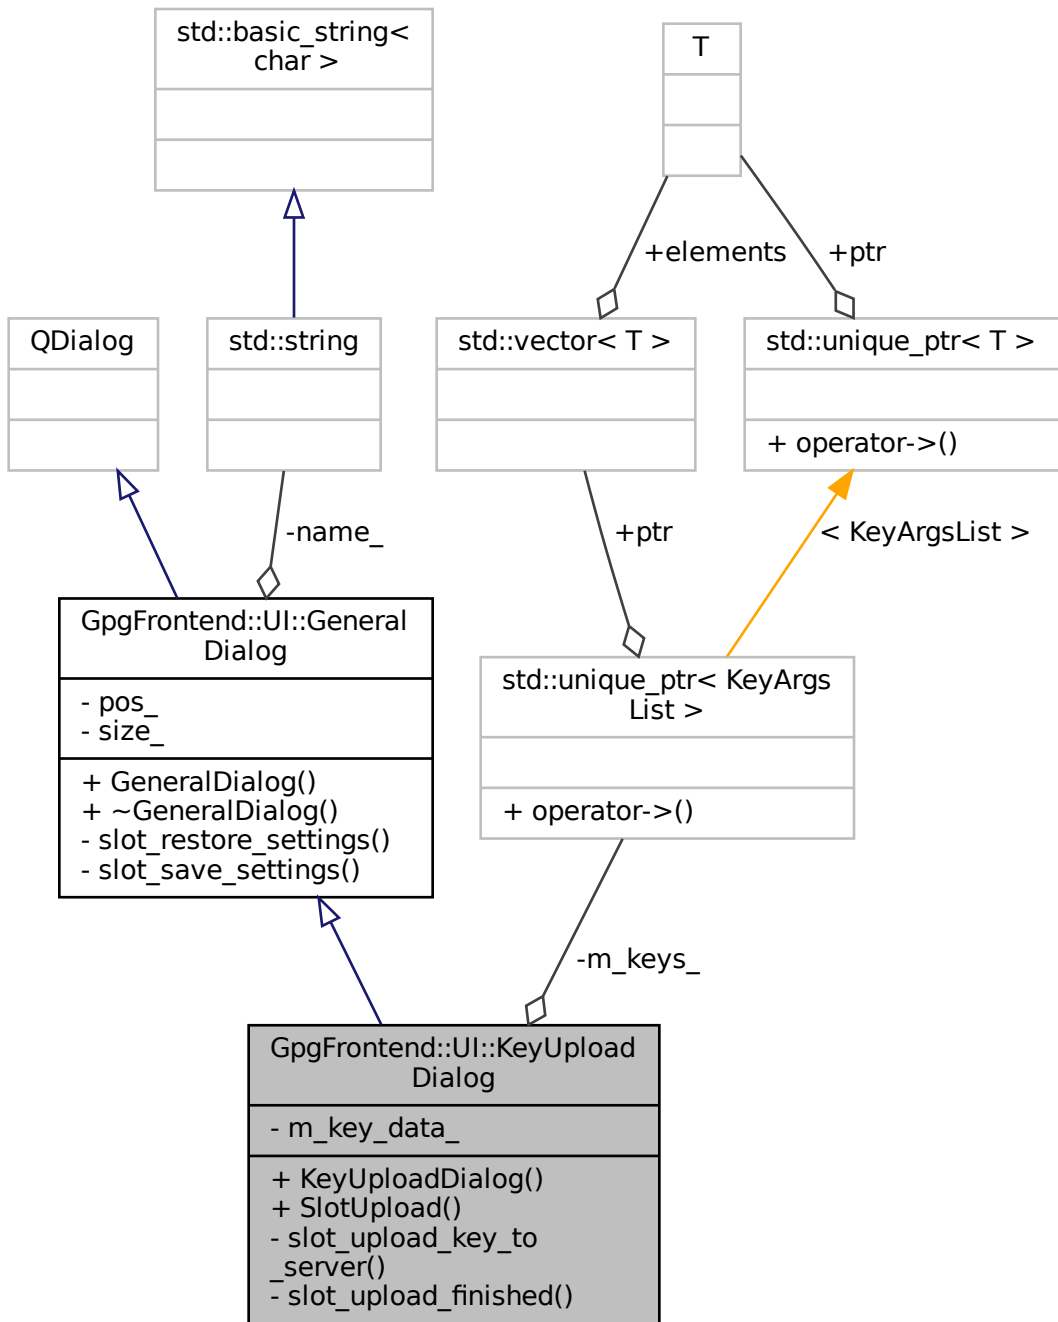 std::basic_string<
char >
T
+elements
+ptr
QDialog
std::string
std::vector< T >
std::unique_ptr< T >
+ operator->()
-name_
+ptr
< KeyArgsList >
GpgFrontend::UI::General
Dialog
- pos_
- size_
+ GeneralDialog()
+ ~GeneralDialog()
- slot_restore_settings()
- slot_save_settings()
std::unique_ptr< KeyArgs
List >
+ operator->()
-m_keys_
GpgFrontend::UI::KeyUpload
Dialog
- m_key_data_
+ KeyUploadDialog()
+ SlotUpload()
- slot_upload_key_to
_server()
- slot_upload_finished()